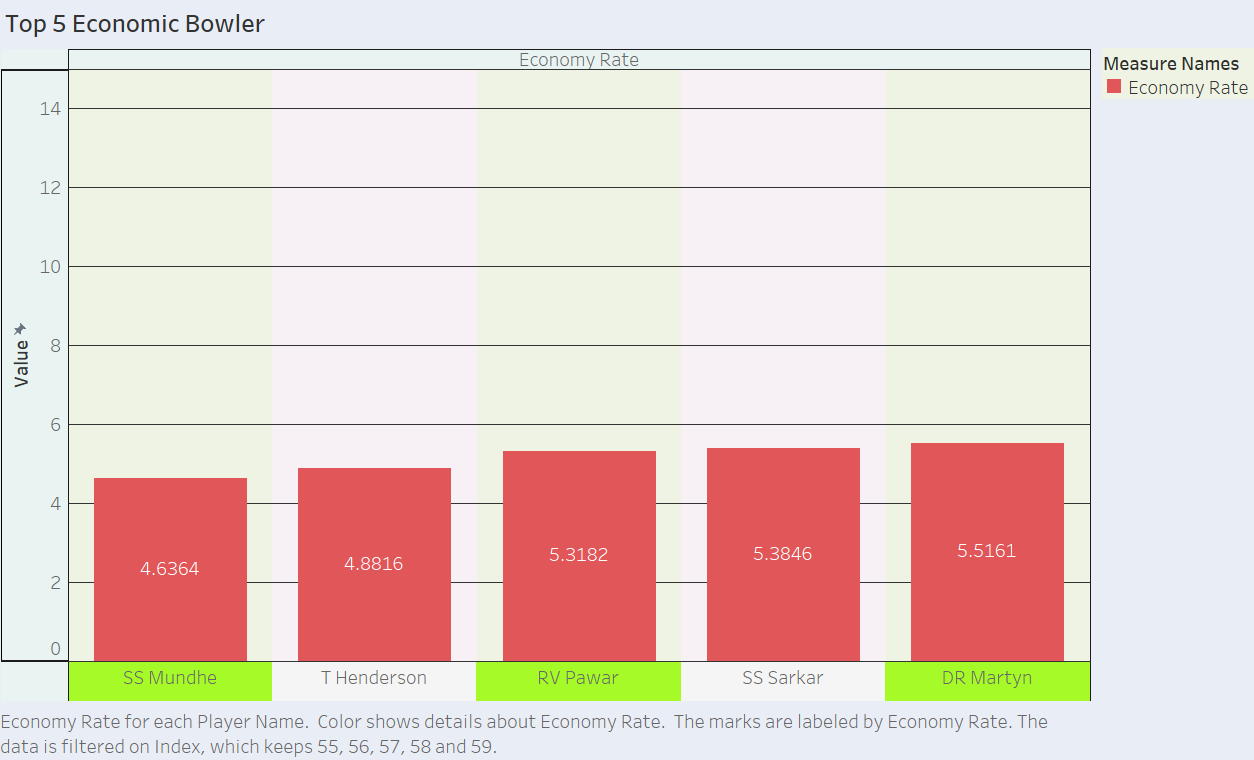 Top 5 Economic Bowler
Economy Rate
Measure Names
Economy Rate
Value
14
12
10
8
6
4
2
0
4.6364
4.8816
5.3182
5.3846
5.5161
SS Mundhe
T Henderson
RV Pawar
SS Sarkar
DR Martyn
Economy Rate for each Player Name. Color shows details about Economy Rate. The marks are labeled by Economy Rate. The
data is filtered on Index, which keeps 55, 56, 57, 58 and 59.